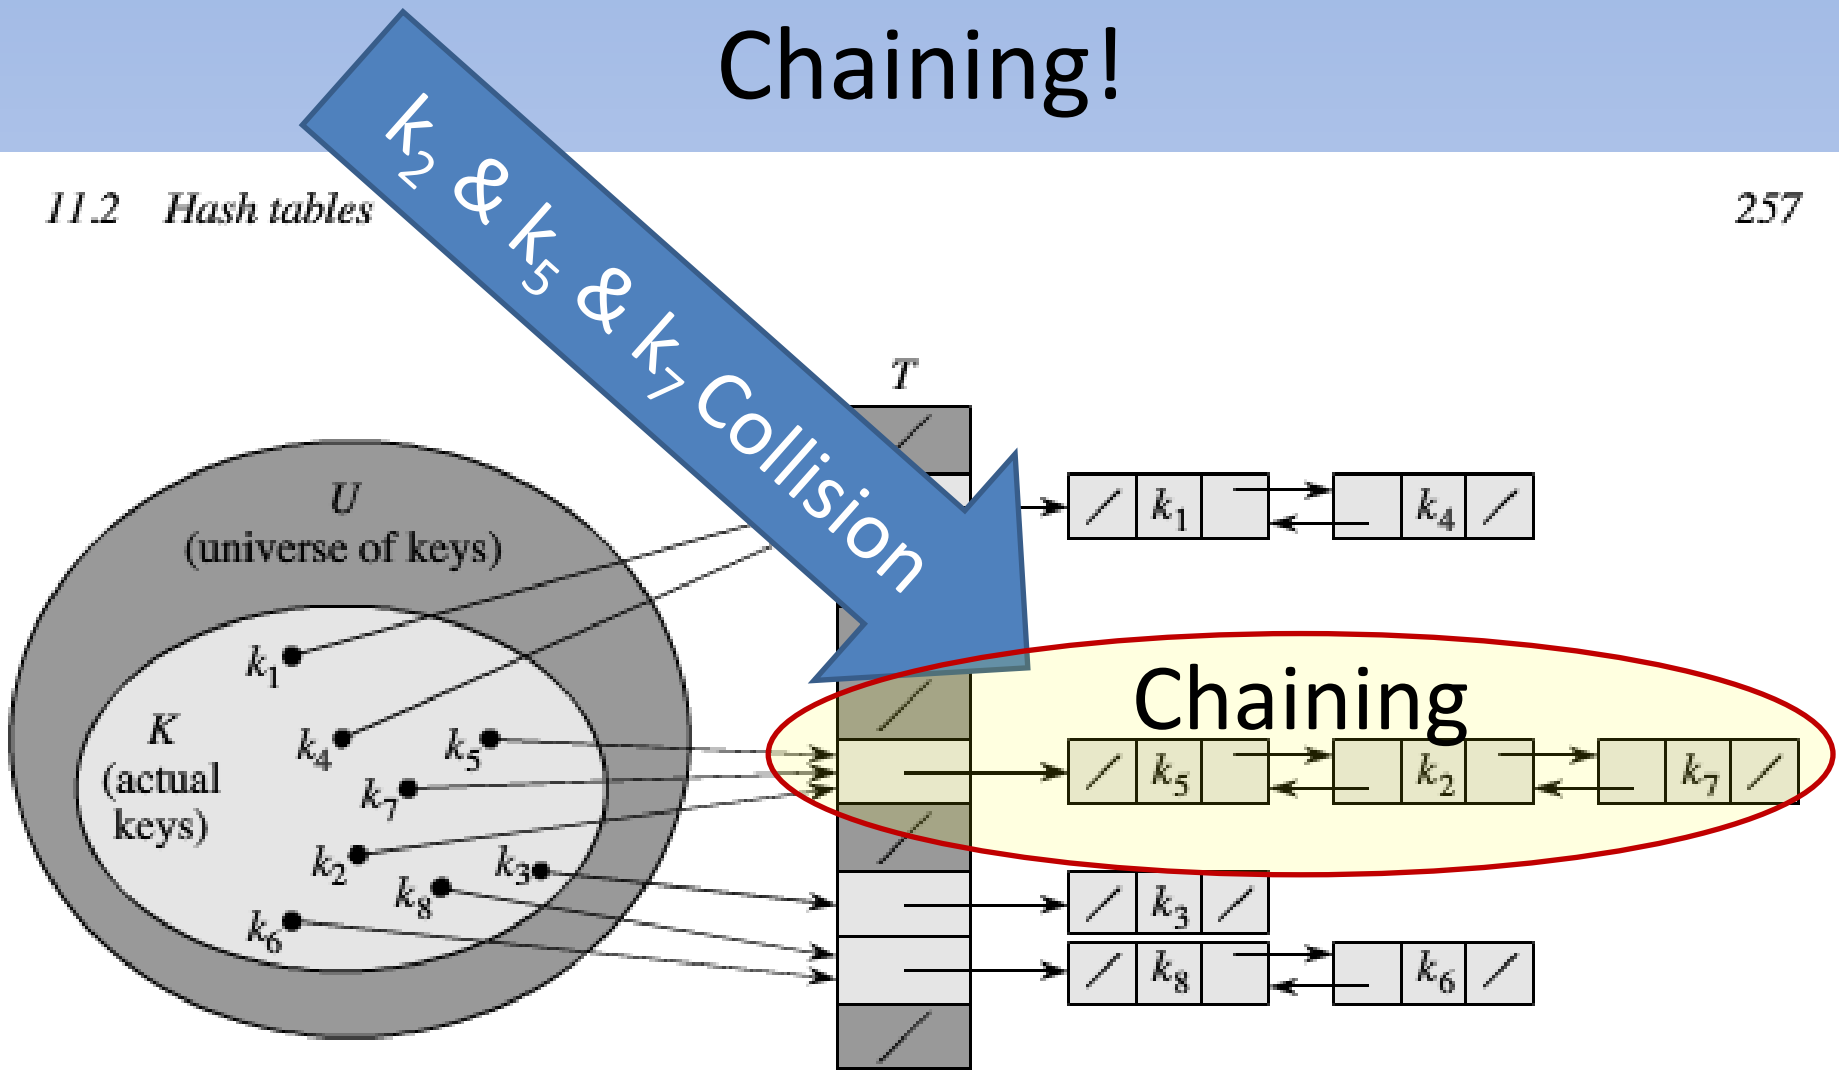 Chaining!
k₂ & k₅ & k₇ Collision
11.2 Hash tables
257
T
U
(universe of keys)
k₁ k₄
k₁
Chaining
K
(actual
keys)
k₄ k₅
k₅ k₂ k₇
k₇
k₂ k₃
k₈
k₃
k₆
k₈ k₆